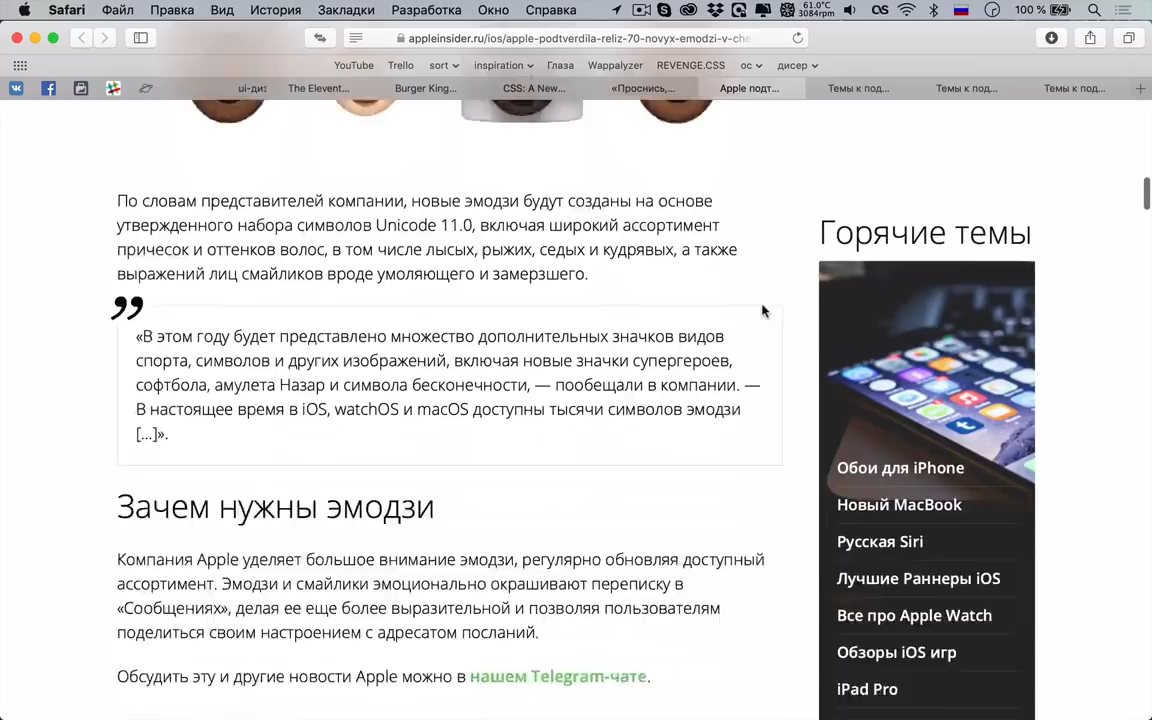 Safari Файл Правка Вид История Закладки Разработка Окно Справка 61.0°C 3084rpm 100 %
appleinsider.ru/ios/apple-podtverdila-reliz-70-novyx-emodzi-v-che
YouTube Trello sort inspiration Глаза Wappalyzer REVENGE.CSS ос дисер
ui-диз The Elevent... Burger King... CSS: A New... «Проснись,... Apple подт... Темы к под... Темы к под... Темы к под...
По словам представителей компании, новые эмодзи будут созданы на основе
утвержденного набора символов Unicode 11.0, включая широкий ассортимент
причесок и оттенков волос, в том числе лысых, рыжих, седых и кудрявых, а также
выражений лиц смайликов вроде умоляющего и замерзшего.
«В этом году будет представлено множество дополнительных значков видов
спорта, символов и других изображений, включая новые значки супергероев,
софтбола, амулета Назар и символа бесконечности, — пообещали в компании. —
В настоящее время в iOS, watchOS и macOS доступны тысячи символов эмодзи
[...]».
Зачем нужны эмодзи
Компания Apple уделяет большое внимание эмодзи, регулярно обновляя доступный
ассортимент. Эмодзи и смайлики эмоционально окрашивают переписку в
«Сообщениях», делая ее еще более выразительной и позволяя пользователям
поделиться своим настроением с адресатом посланий.
Обсудить эту и другие новости Apple можно в нашем Telegram-чате.
Горячие темы
Обои для iPhone
Новый MacBook
Русская Siri
Лучшие Раннеры iOS
Все про Apple Watch
Обзоры iOS игр
iPad Pro